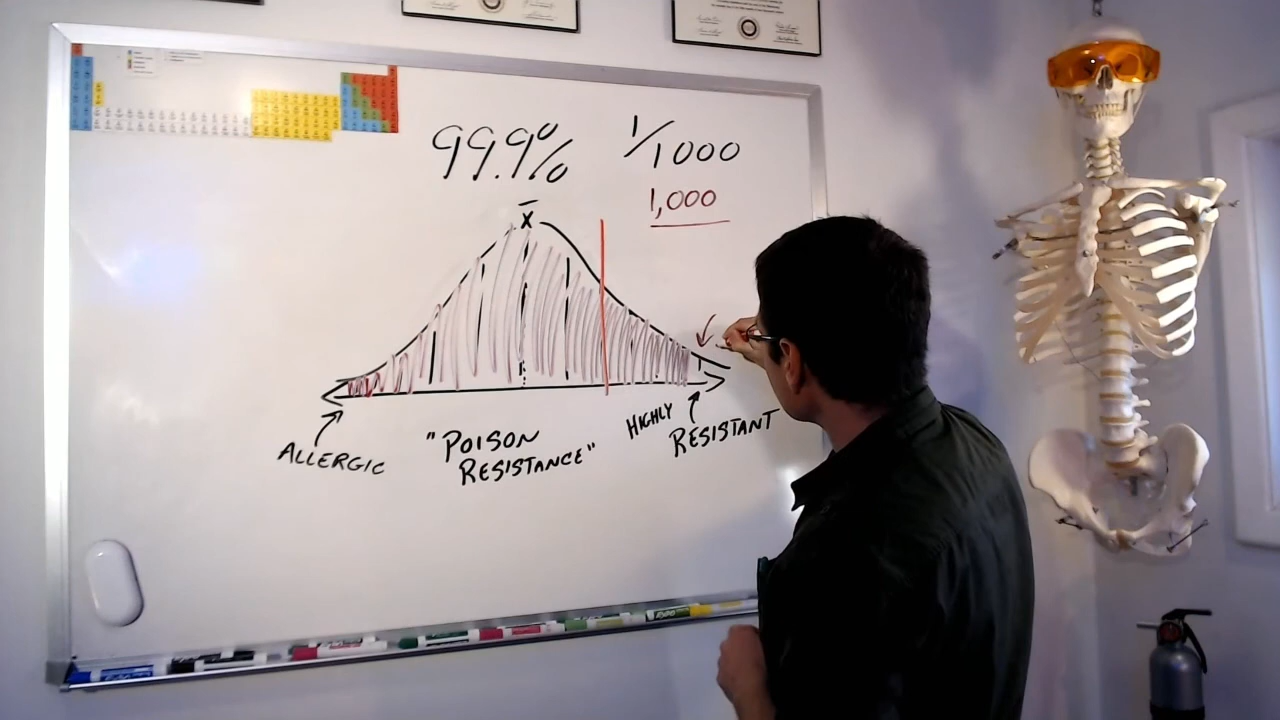 99.9%
1/1000
1,000
x̄
ALLERGIC
"POISON
RESISTANCE"
HIGHLY
RESISTANT